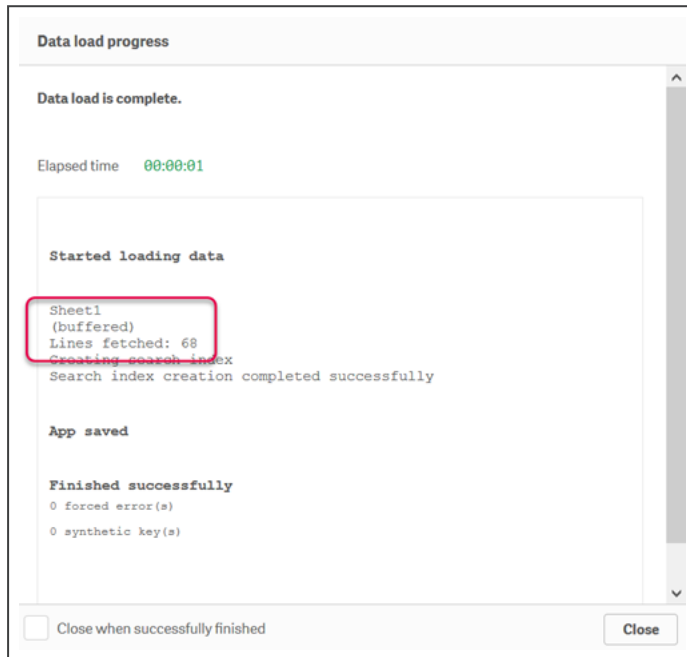 Data load progress
Data load is complete.
Elapsed time 00:00:01
Started loading data
Sheet1
(buffered)
Lines fetched: 68
Creating search index
Search index creation completed successfully
App saved
Finished successfully
0 forced error(s)
0 synthetic key(s)
Close when successfully finished
Close